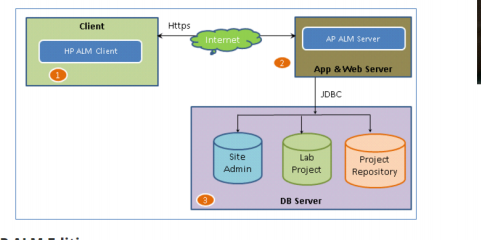 Client
Https
HP ALM Client
Internet
AP ALM Server
1
2
App & Web Server
JDBC
Site
Admin
Lab
Project
Project
Repository
3
DB Server